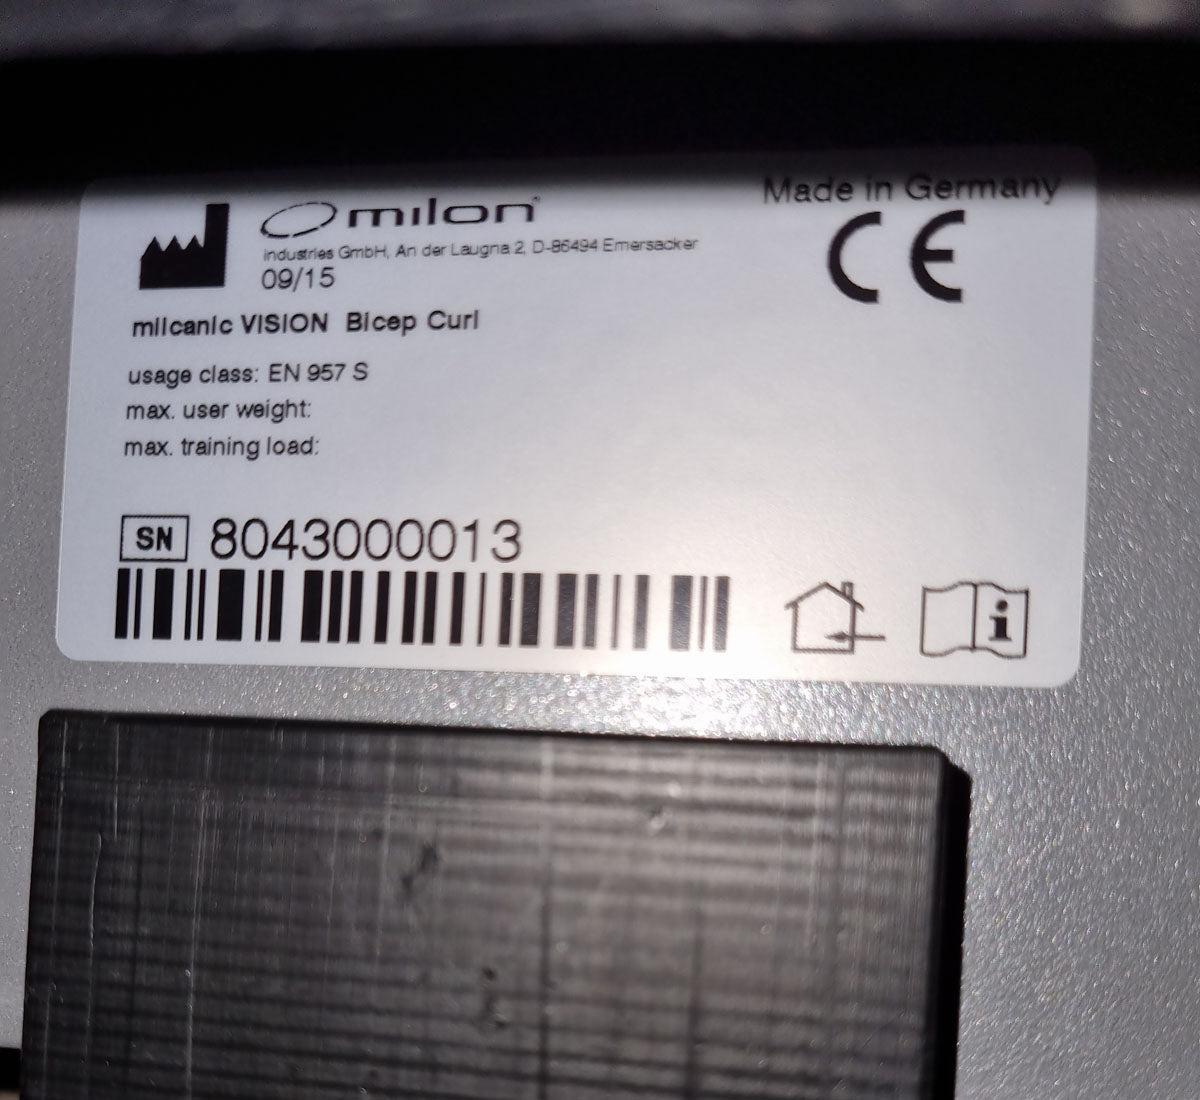 Made in Germany
milon
industries GmbH, An der Laugna 2, D-86494 Emersacker
09/15
CE
milcanic VISION Bicep Curl
usage class: EN 957 S
max. user weight:
max. training load:
SN 8043000013
i